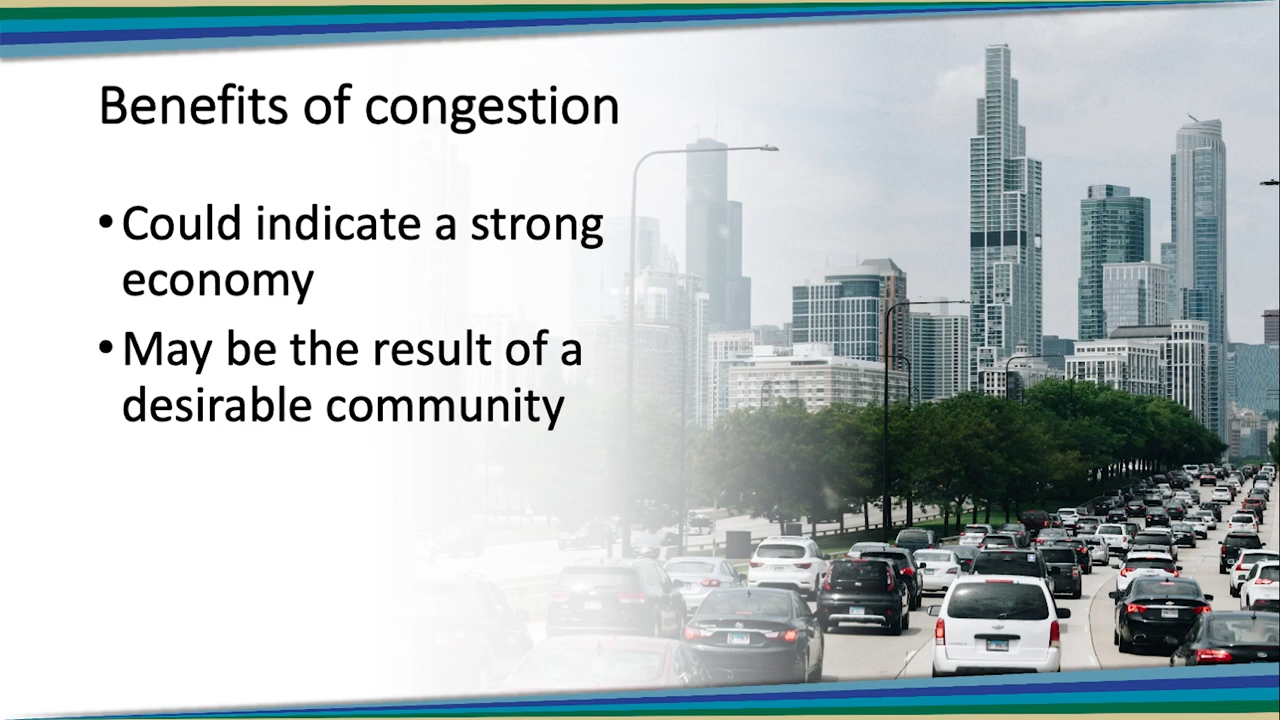 Benefits of congestion
• Could indicate a strong
economy
• May be the result of a
desirable community